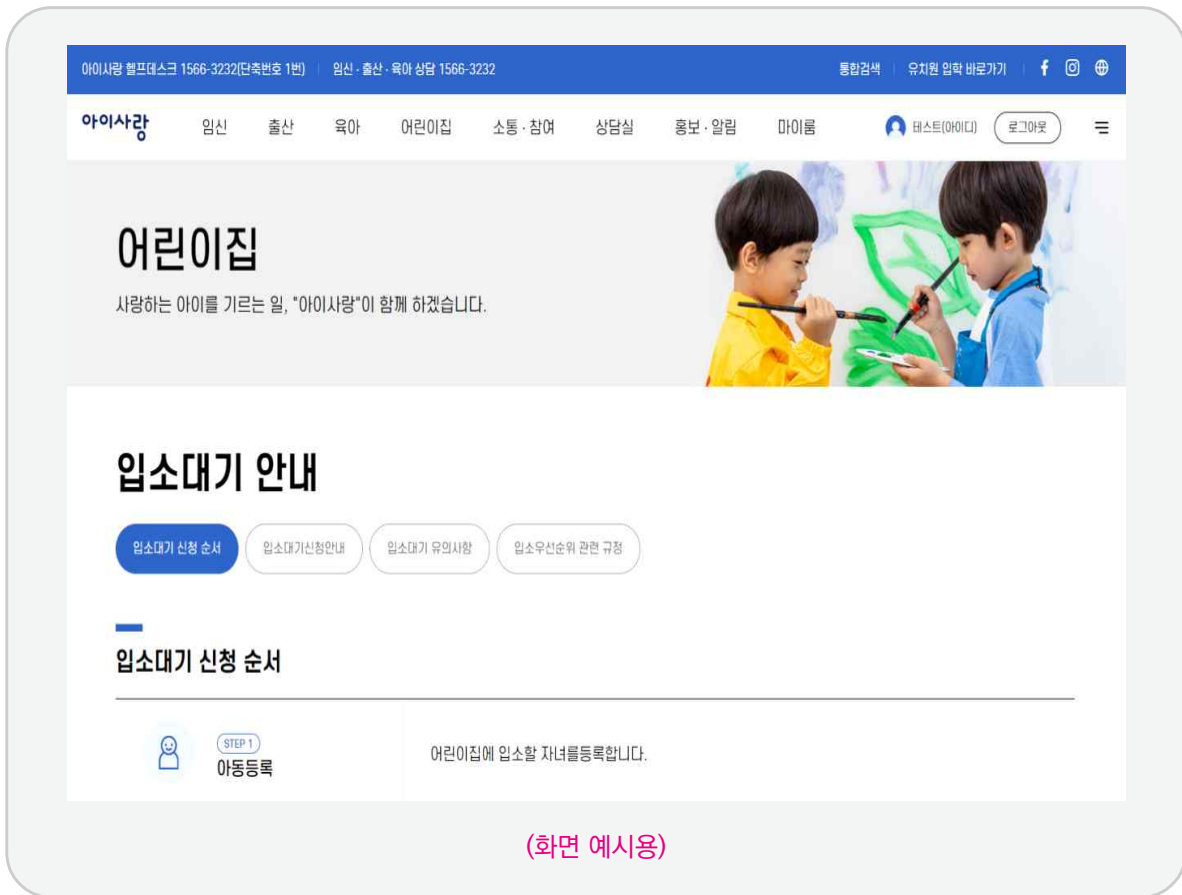 아이사랑 헬프데스크 1566-3232(단축번호 1번) 임신 · 출산 · 육아 상담 1566-3232 통합검색 유치원 입학 바로가기
아이사랑 임신 출산 육아 어린이집 소통 · 참여 상담실 홍보 · 알림 마이룸 테스트(아이디) 로그아웃
어린이집
사랑하는 아이를 기르는 일, "아이사랑"이 함께 하겠습니다.
입소대기 안내
입소대기 신청 순서 입소대기신청안내 입소대기 유의사항 입소우선순위 관련 규정
입소대기 신청 순서
STEP 1
아동등록
어린이집에 입소할 자녀를등록합니다.
(화면 예시용)